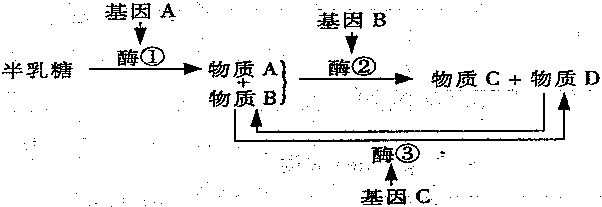 基因 A
基因 B
半乳糖
酶①
物质 A
+
物质 B
酶②
物质 C + 物质 D
酶③
基因 C